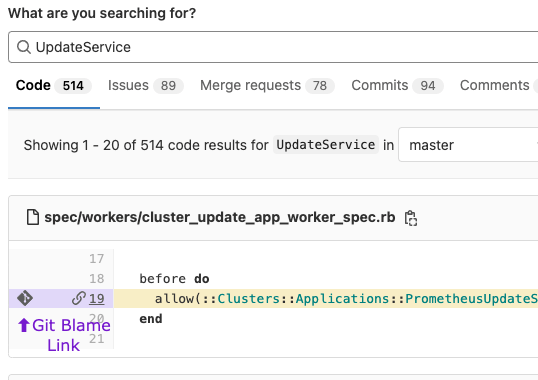 What are you searching for?
UpdateService
Code 514 Issues 89 Merge requests 78 Commits 94 Comments
Showing 1 - 20 of 514 code results for UpdateService in master
spec/workers/cluster_update_app_worker_spec.rb
17
18 before do
19 allow(::Clusters::Applications::PrometheusUpdateS
20 end
21
⬆Git Blame
Link